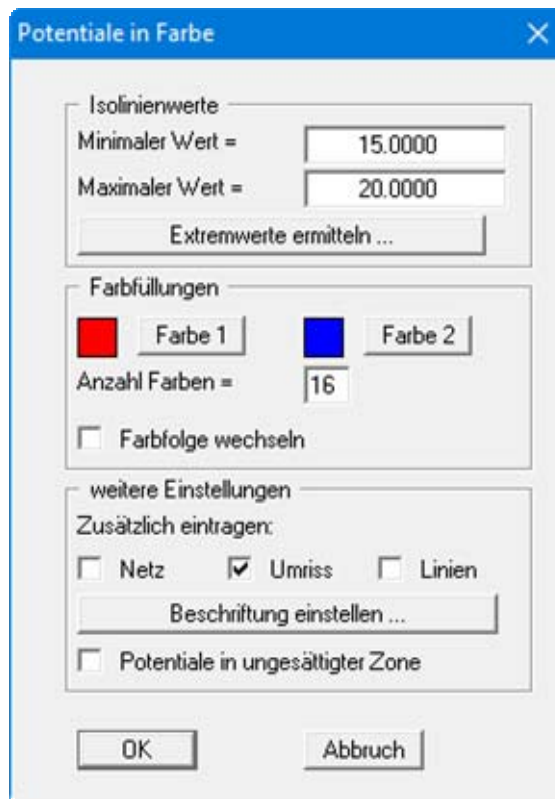 Potentiale in Farbe
Isolinienwerte
Minimaler Wert = 15.0000
Maximaler Wert = 20.0000
Extremwerte ermitteln ...
Farbfüllungen
Farbe 1 Farbe 2
Anzahl Farben = 16
Farbfolge wechseln
weitere Einstellungen
Zusätzlich eintragen:
Netz Umriss Linien
Beschriftung einstellen ...
Potentiale in ungesättigter Zone
OK Abbruch